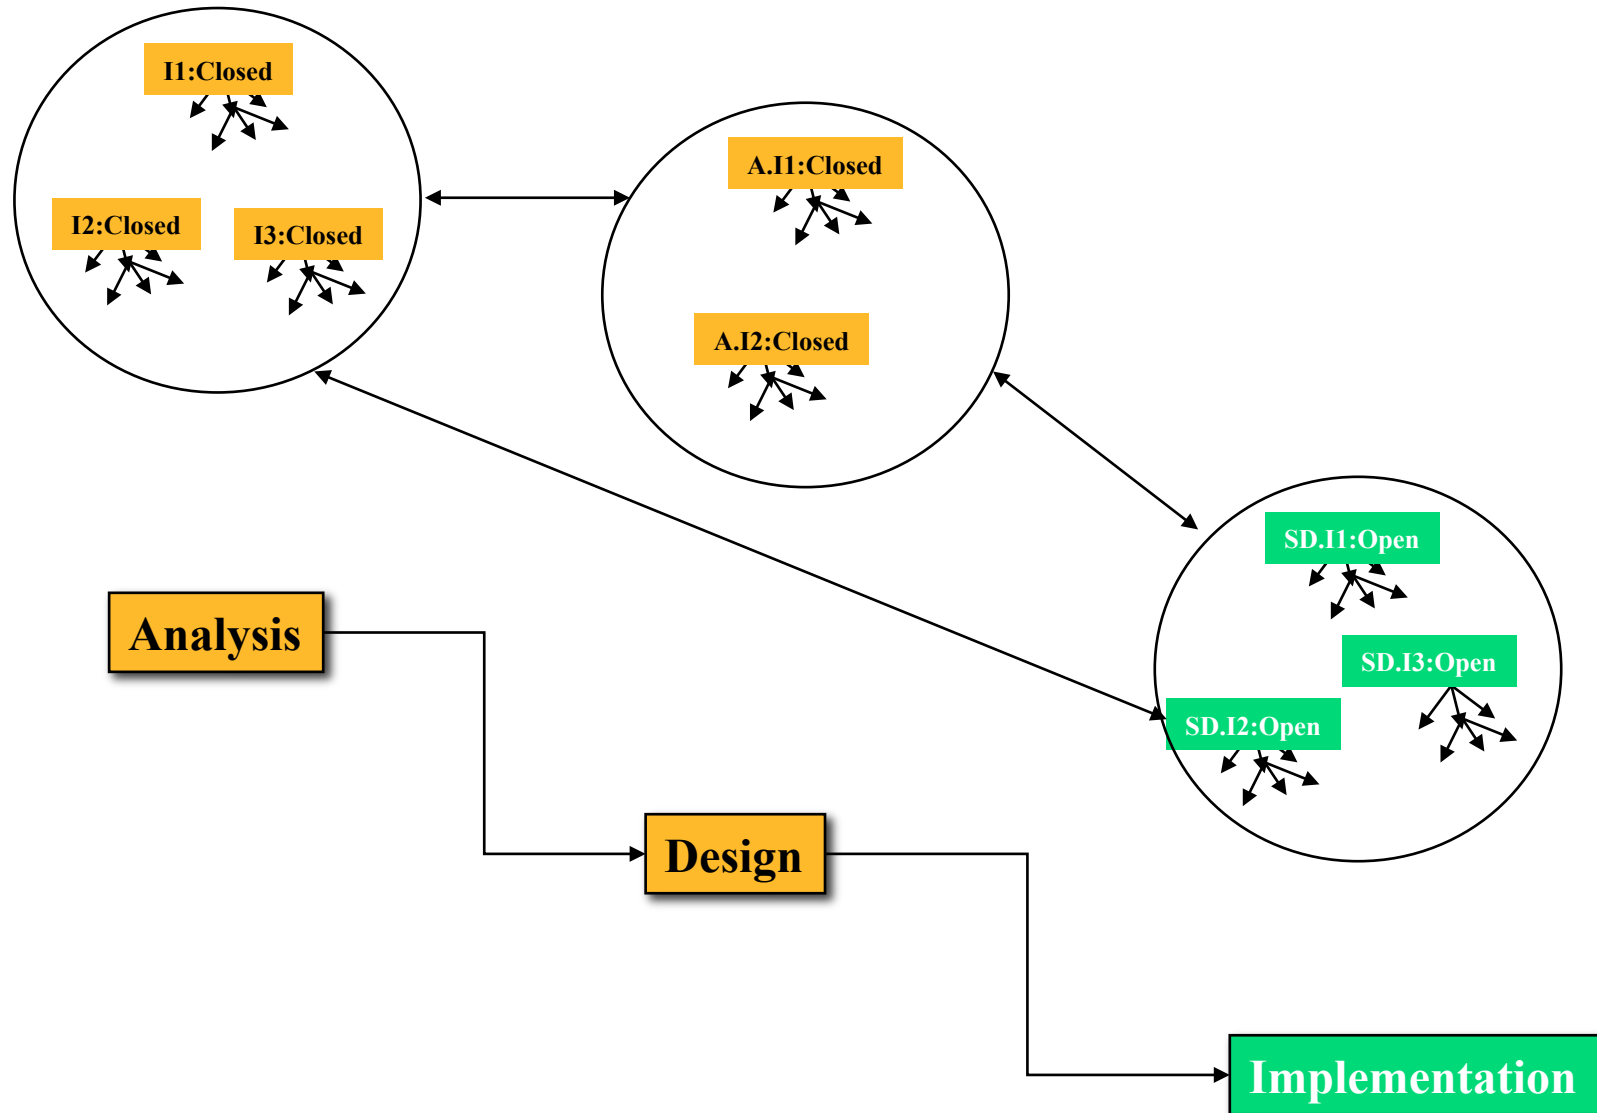 I1:Closed
A.I1:Closed
I2:Closed
I3:Closed
A.I2:Closed
SD.I1:Open
Analysis
SD.I3:Open
SD.I2:Open
Design
Implementation